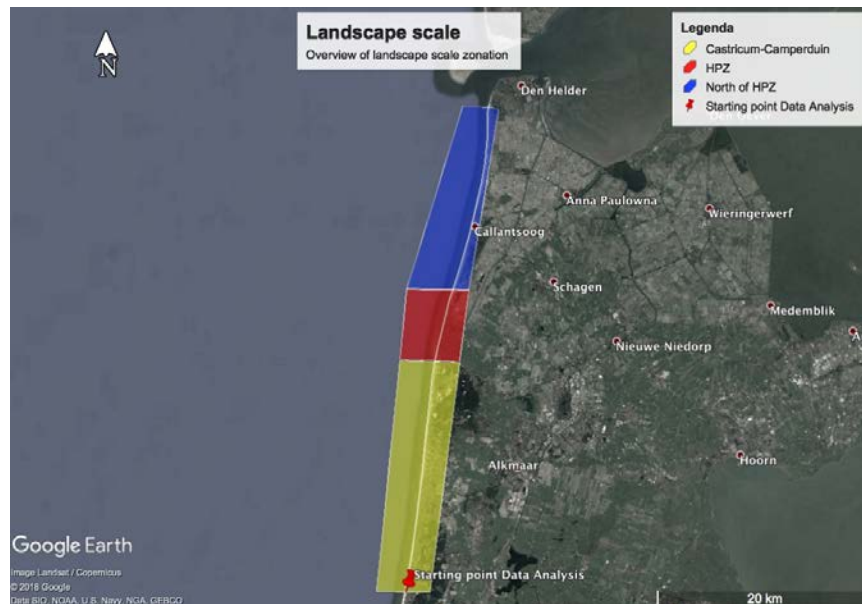 Landscape scale
Overview of landscape scale zonation
Legenda
Castricum-Camperduin
HPZ
North of HPZ
Starting point Data Analysis
N
Den Helder
Anna Paulowna
Wieringerwerf
Callantsoog
Schagen
Medemblik
Nieuwe Niedorp
A
Alkmaar
Hoorn
Starting point Data Analysis
Google Earth
Image Landsat / Copernicus
© 2018 Google
Data SIO, NOAA, U.S. Navy, NGA, GEBCO
20 km